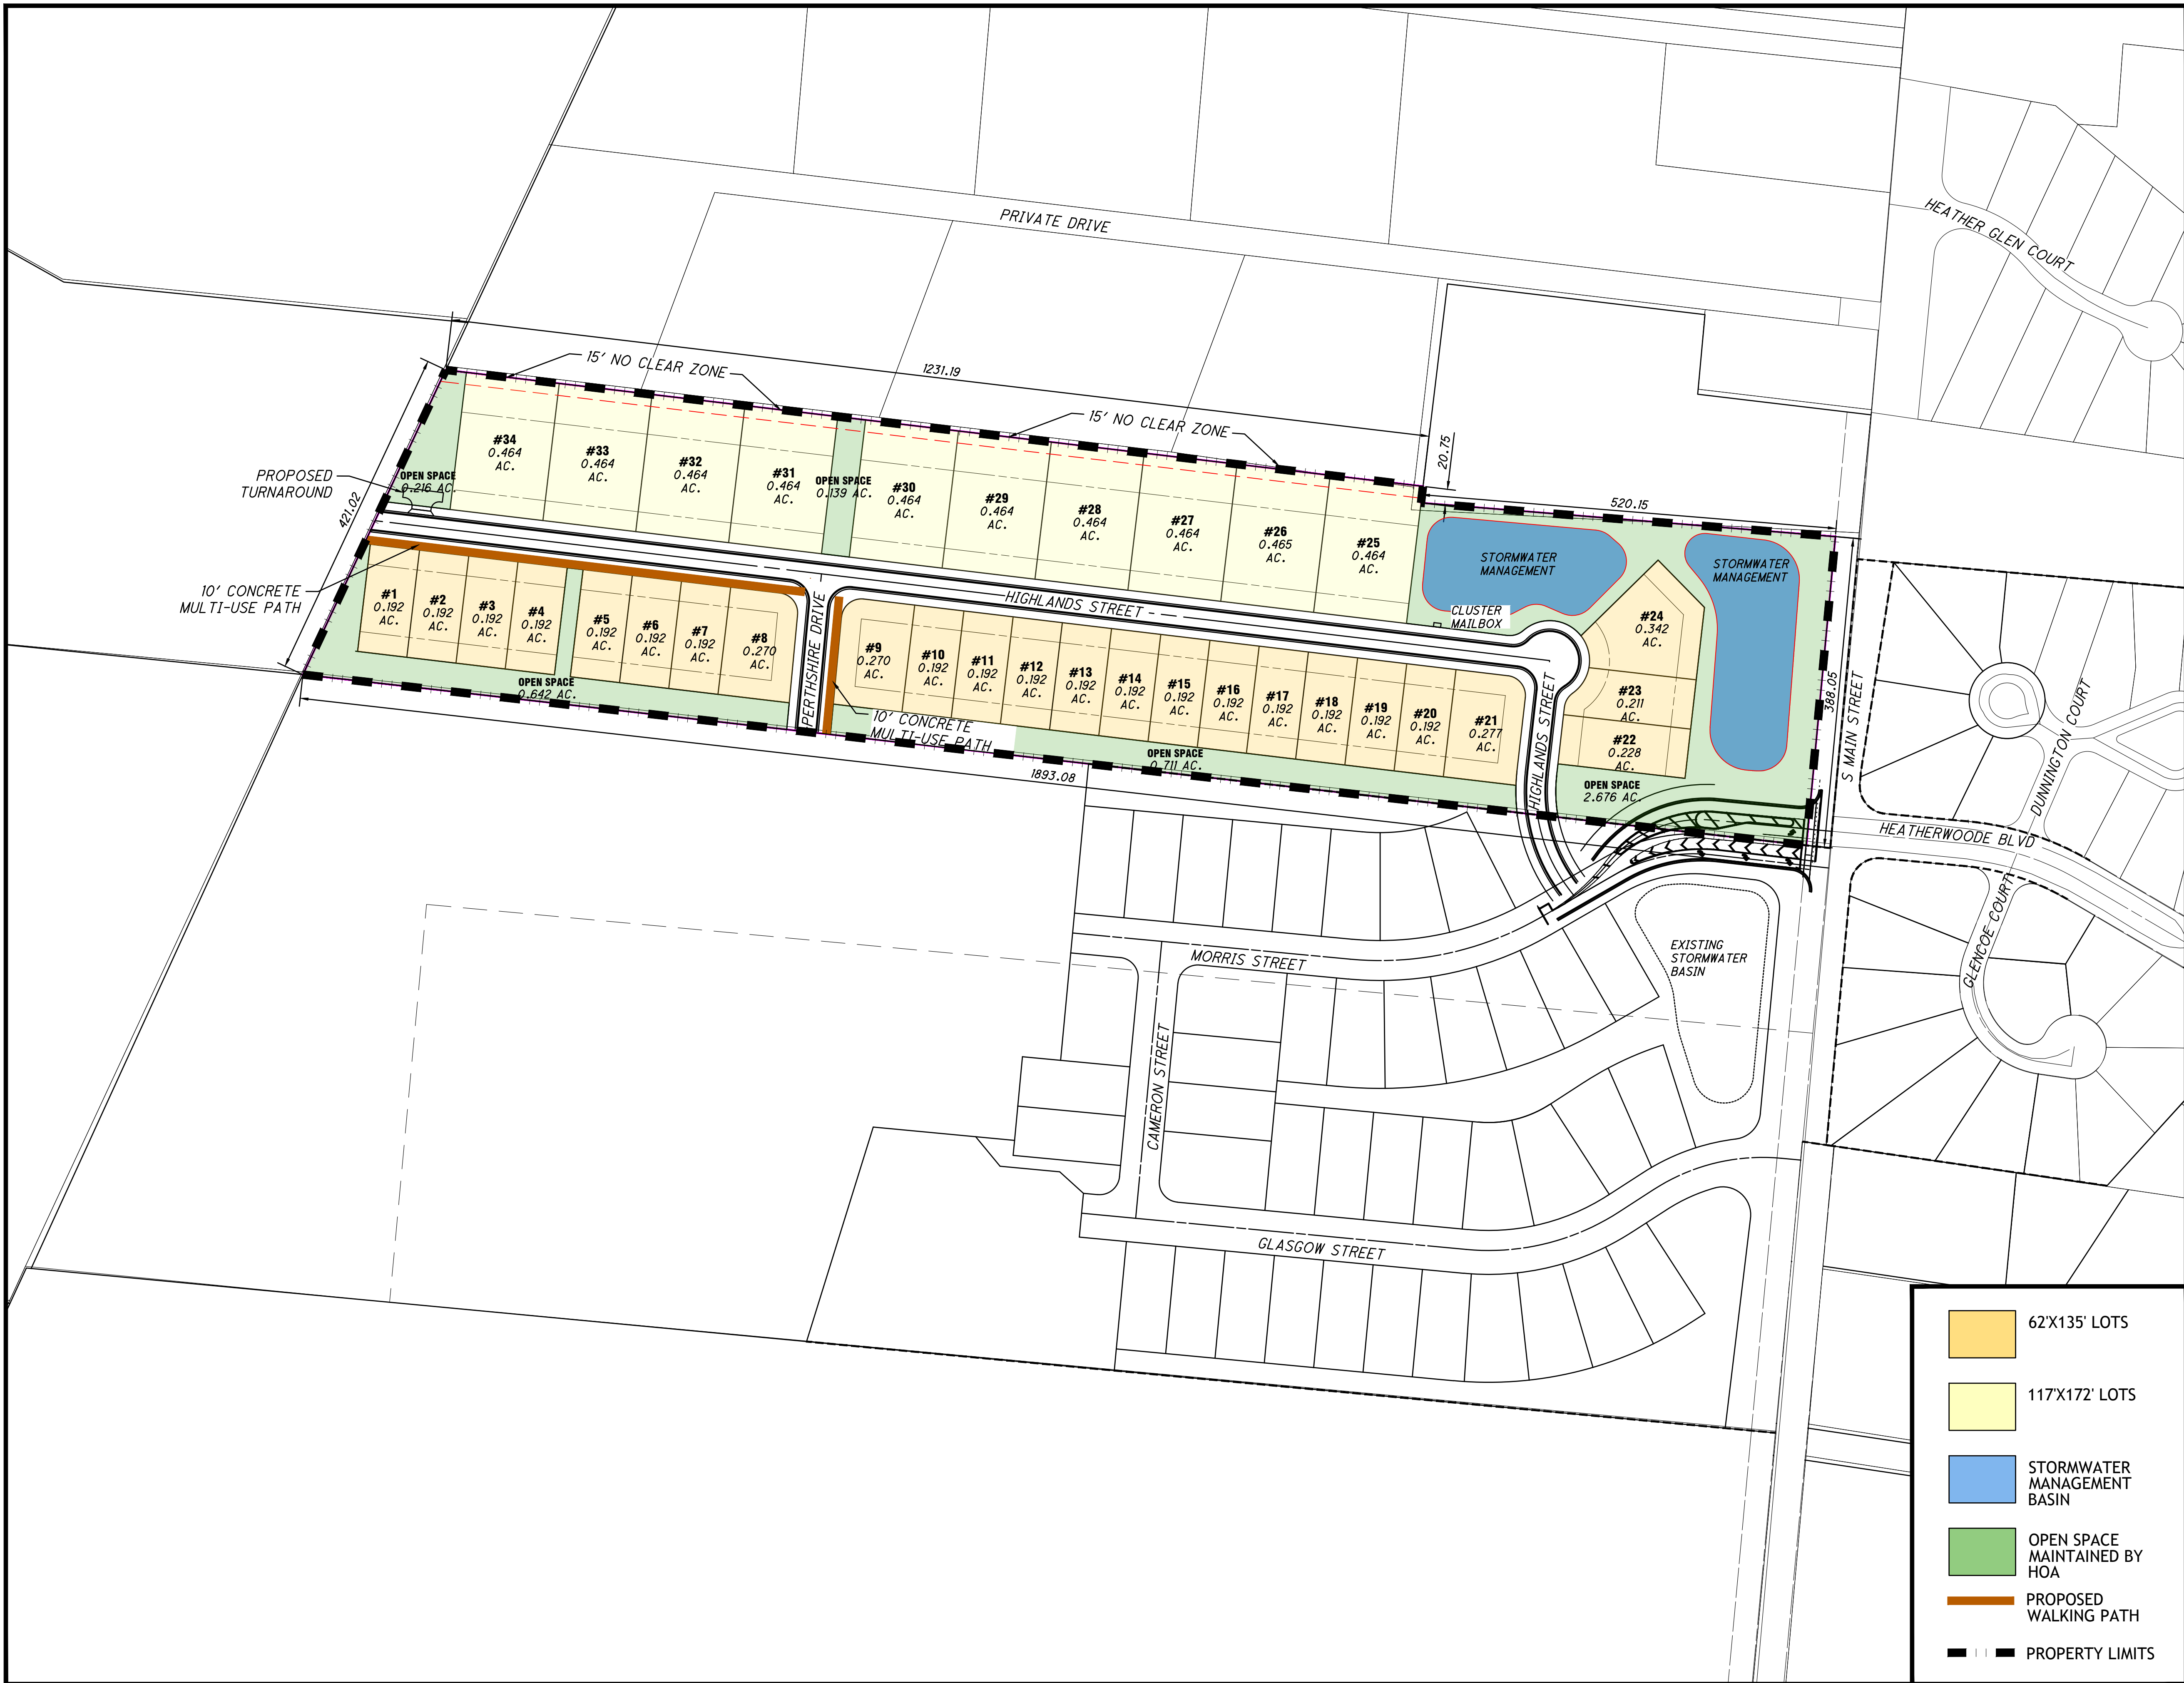 PRIVATE DRIVE
HEATHER GLEN COURT
15' NO CLEAR ZONE
1231.19
15' NO CLEAR ZONE
20.75
520.15
421.02
PROPOSED
TURNAROUND
OPEN SPACE
0.216 AC.
#34
0.464
AC.
#33
0.464
AC.
#32
0.464
AC.
#31
0.464
AC.
OPEN SPACE
0.139 AC.
#30
0.464
AC.
#29
0.464
AC.
#28
0.464
AC.
#27
0.464
AC.
#26
0.465
AC.
#25
0.464
AC.
STORMWATER
MANAGEMENT
STORMWATER
MANAGEMENT
CLUSTER
MAILBOX
10' CONCRETE
MULTI-USE PATH
#1
0.192
AC.
#2
0.192
AC.
#3
0.192
AC.
#4
0.192
AC.
#5
0.192
AC.
#6
0.192
AC.
#7
0.192
AC.
#8
0.270
AC.
PERTHSHIRE DRIVE
HIGHLANDS STREET
#9
0.270
AC.
#10
0.192
AC.
#11
0.192
AC.
#12
0.192
AC.
#13
0.192
AC.
#14
0.192
AC.
#15
0.192
AC.
#16
0.192
AC.
#17
0.192
AC.
#18
0.192
AC.
#19
0.192
AC.
#20
0.192
AC.
#21
0.277
AC.
HIGHLANDS STREET
#24
0.342
AC.
#23
0.211
AC.
#22
0.228
AC.
OPEN SPACE
0.642 AC.
10' CONCRETE
MULTI-USE PATH
OPEN SPACE
0.711 AC.
OPEN SPACE
2.676 AC.
1893.08
388.05
S MAIN STREET
DUNNINGTON COURT
HEATHERWOODE BLVD
GLENCOE COURT
MORRIS STREET
EXISTING
STORMWATER
BASIN
CAMERON STREET
GLASGOW STREET
62'X135' LOTS
117'X172' LOTS
STORMWATER
MANAGEMENT
BASIN
OPEN SPACE
MAINTAINED BY
HOA
PROPOSED
WALKING PATH
PROPERTY LIMITS